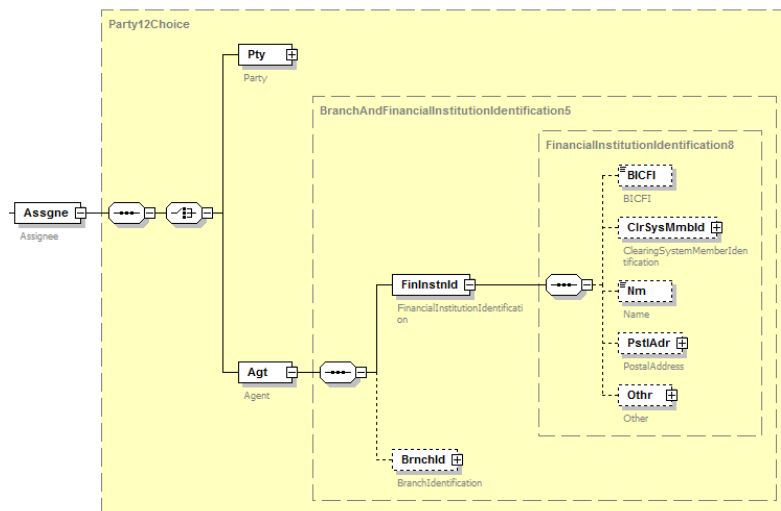 Party12Choice
Pty
Party
BranchAndFinancialInstitutionIdentification5
FinancialInstitutionIdentification8
BICFI
BICFI
Assgne
Assignee
ClrSysMmbId
ClearingSystemMemberIden
tification
FinInstnId
FinancialInstitutionIdentificati
on
Nm
Name
PstlAdr
PostalAddress
Agt
Agent
Othr
Other
BrnchId
BranchIdentification